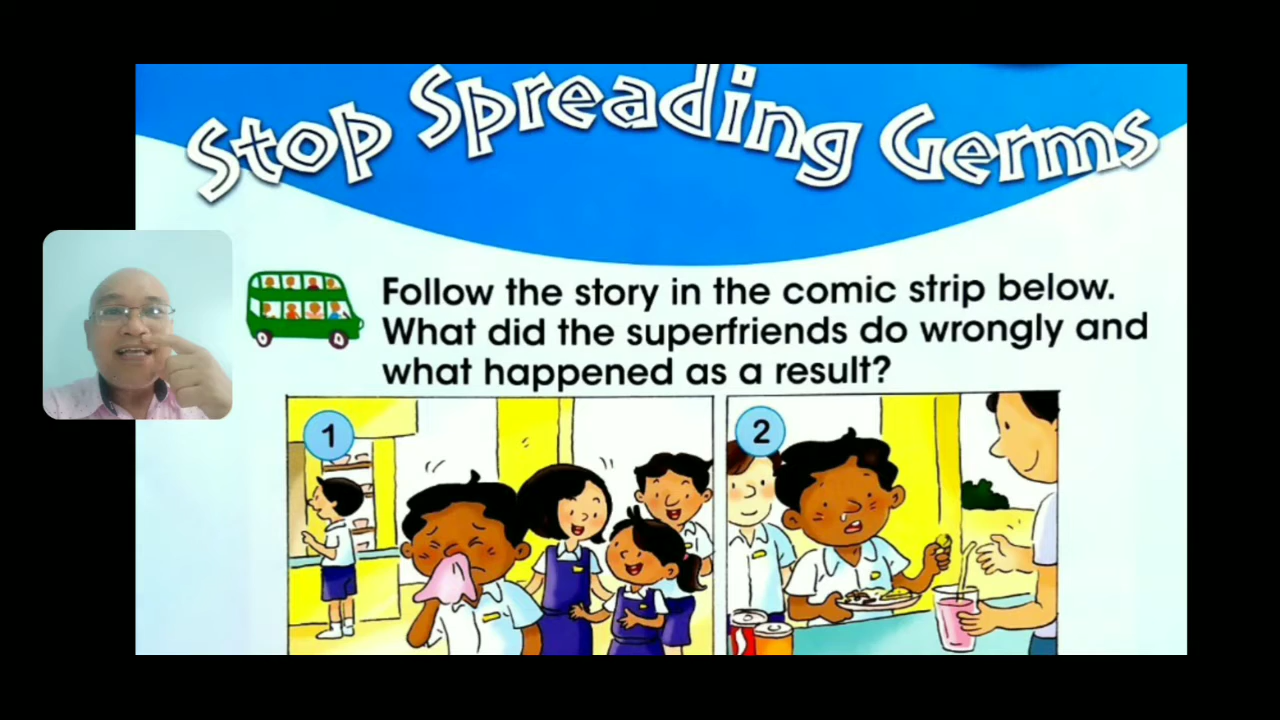 Stop Spreading Germs
Follow the story in the comic strip below.
What did the superfriends do wrongly and
what happened as a result?
1
2